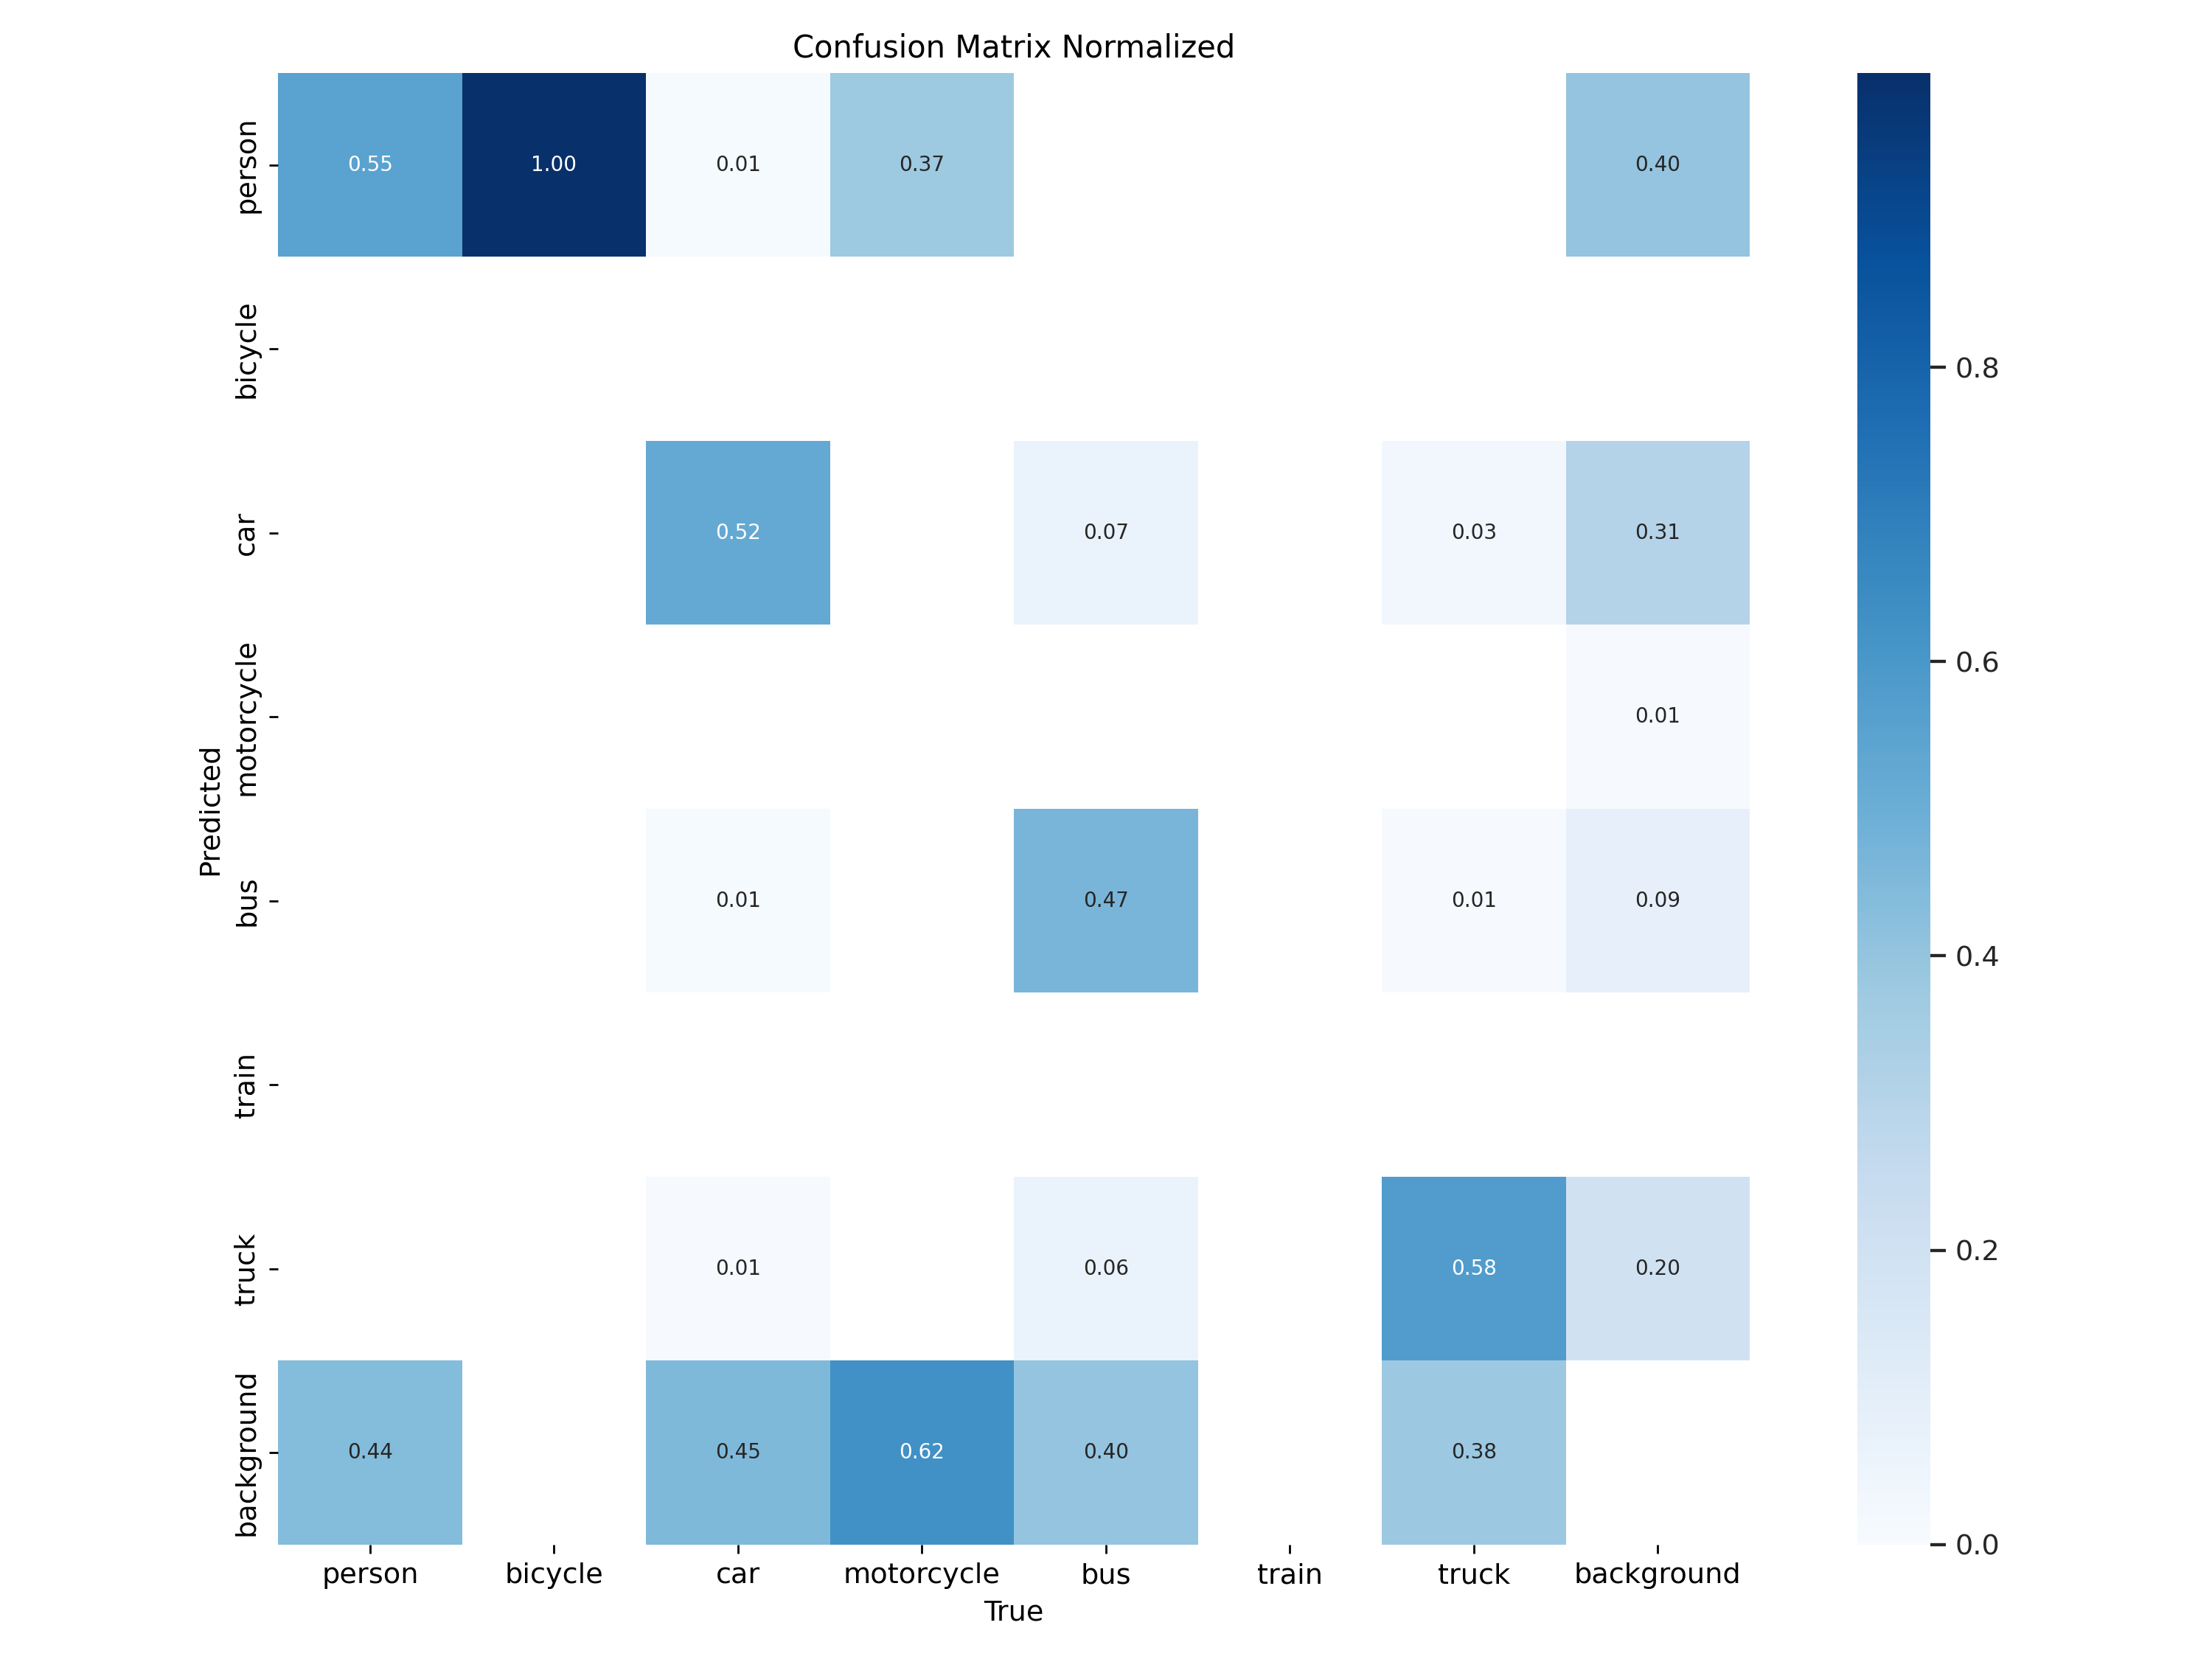 Confusion Matrix Normalized
person
0.55
1.00
0.01
0.37
0.40
bicycle
car
0.52
0.07
0.03
0.31
motorcycle
0.01
bus
0.01
0.47
0.01
0.09
train
truck
0.01
0.06
0.58
0.20
background
0.44
0.45
0.62
0.40
0.38
Predicted
person bicycle car motorcycle bus train truck background
True
0.8
0.6
0.4
0.2
0.0